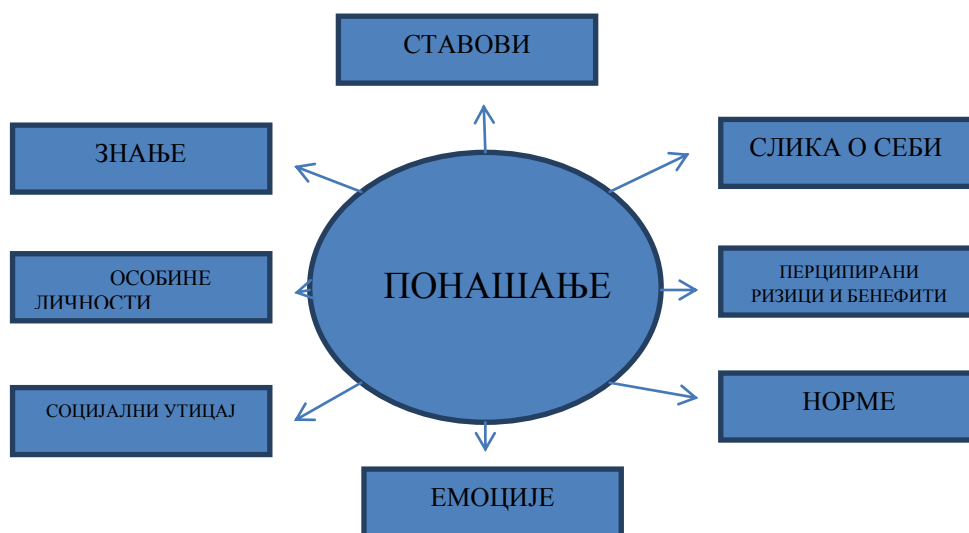 СТАВОВИ
ЗНАЊЕ
СЛИКА О СЕБИ
ОСОБИНЕ
ЛИЧНОСТИ
ПОНАШАЊЕ
ПЕРЦИПИРАНИ
РИЗИЦИ И БЕНЕФИТИ
СОЦИЈАЛНИ УТИЦАЈ
НОРМЕ
ЕМОЦИЈЕ